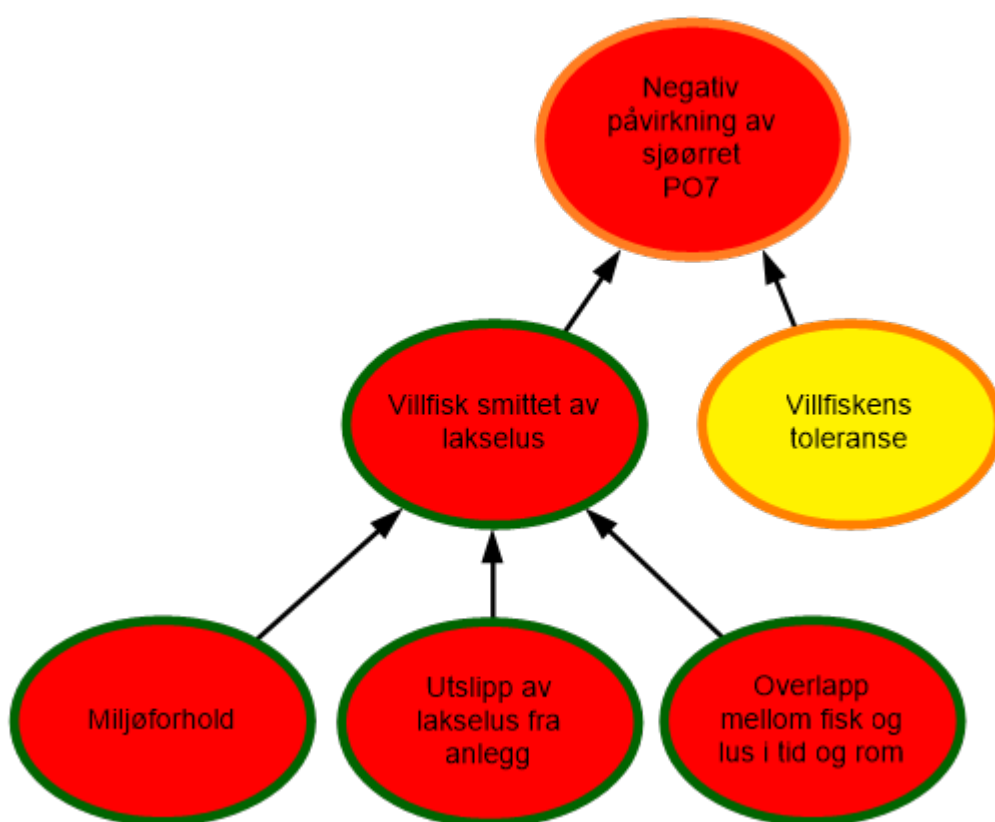 Negativ
påvirkning av
sjøørret
PO7
Villfisk smittet av
lakselus
Villfiskens
toleranse
Miljøforhold
Utslipp av
lakselus fra
anlegg
Overlapp
mellom fisk og
lus i tid og rom